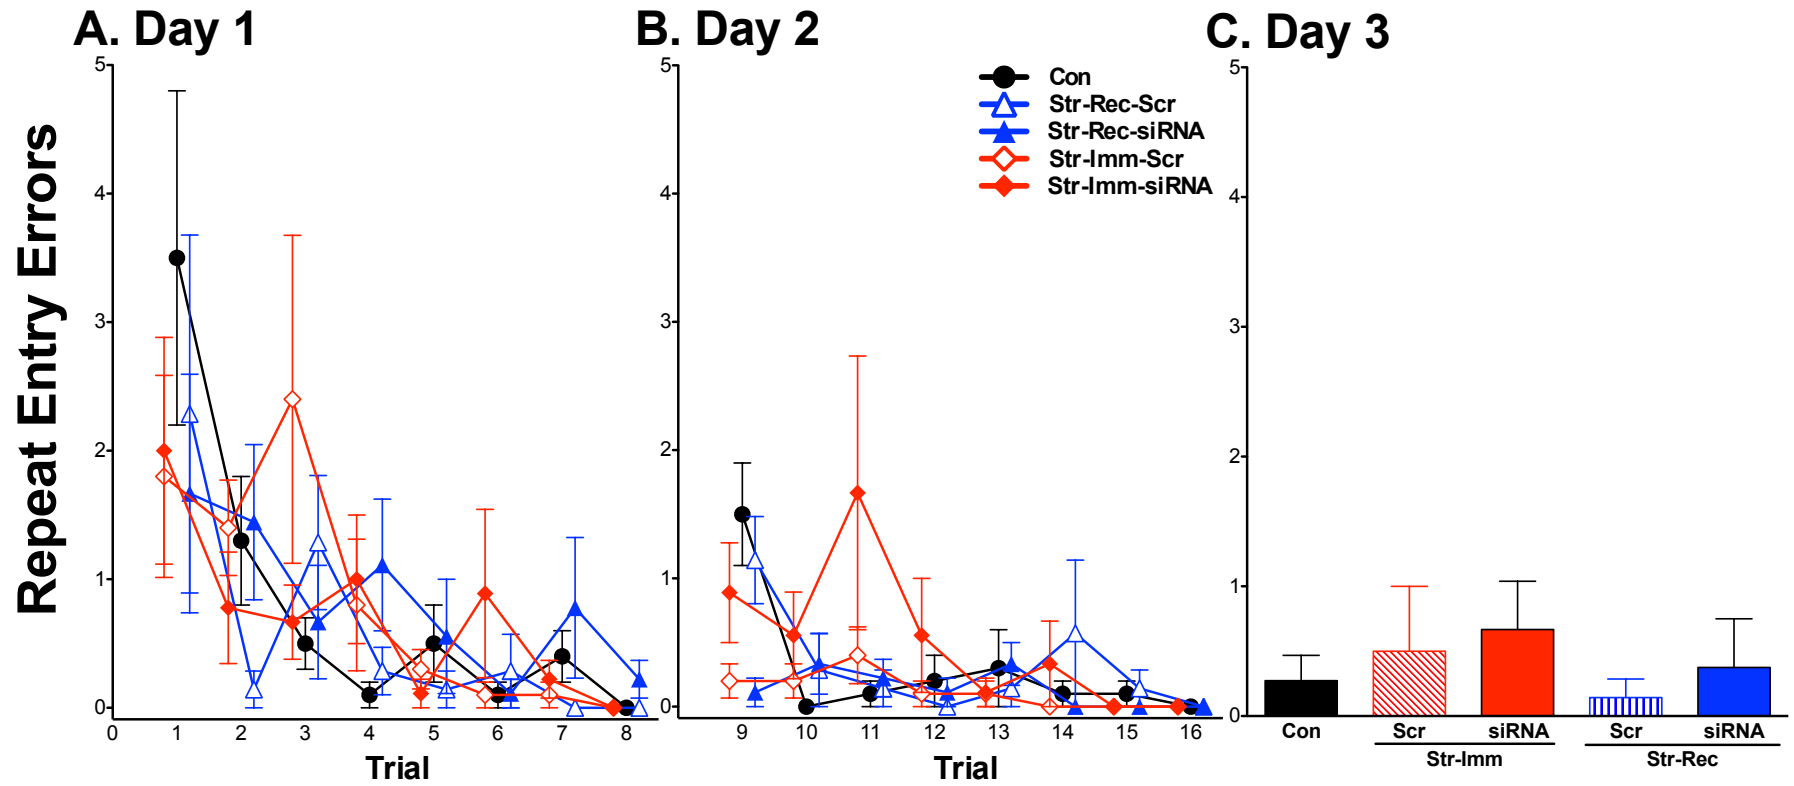 A. Day 1
B. Day 2
C. Day 3
Repeat Entry Errors
5
4
3
2
1
0
0 1 2 3 4 5 6 7 8
Trial
5
4
3
2
1
0
9 10 11 12 13 14 15 16
Trial
Con
Str-Rec-Scr
Str-Rec-siRNA
Str-Imm-Scr
Str-Imm-siRNA
5
4
3
2
1
0
Con Scr siRNA Scr siRNA
Str-Imm Str-Rec